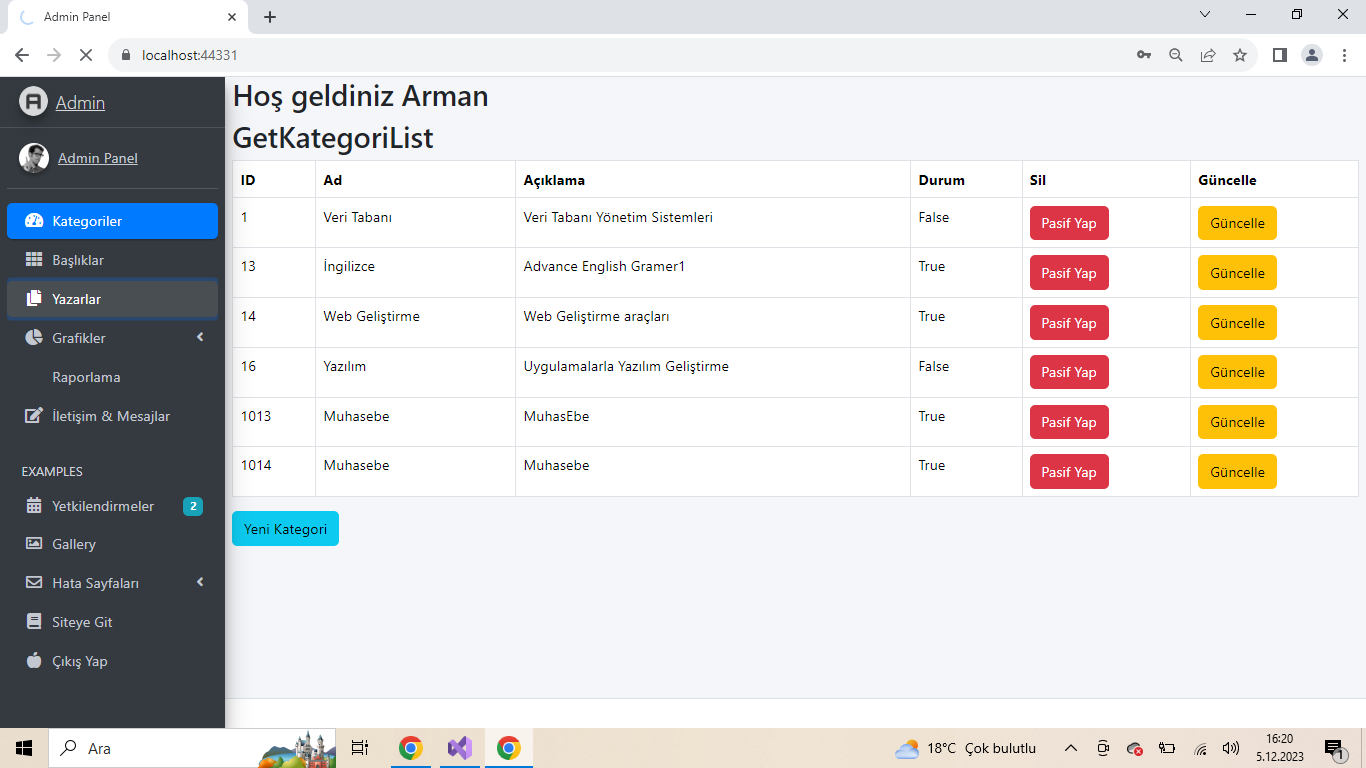 Admin Panel
localhost:44331
Admin
Admin Panel
Kategoriler
Başlıklar
Yazarlar
Grafikler
Raporlama
İletişim & Mesajlar
EXAMPLES
Yetkilendirmeler 2
Gallery
Hata Sayfaları
Siteye Git
Çıkış Yap
Hoş geldiniz Arman
GetKategoriList
ID Ad Açıklama Durum Sil Güncelle
1 Veri Tabanı Veri Tabanı Yönetim Sistemleri False Pasif Yap Güncelle
13 İngilizce Advance English Gramer1 True Pasif Yap Güncelle
14 Web Geliştirme Web Geliştirme araçları True Pasif Yap Güncelle
16 Yazılım Uygulamalarla Yazılım Geliştirme False Pasif Yap Güncelle
1013 Muhasebe MuhasEbe True Pasif Yap Güncelle
1014 Muhasebe Muhasebe True Pasif Yap Güncelle
Yeni Kategori
Ara
18°C Çok bulutlu
16:20
5.12.2023
1